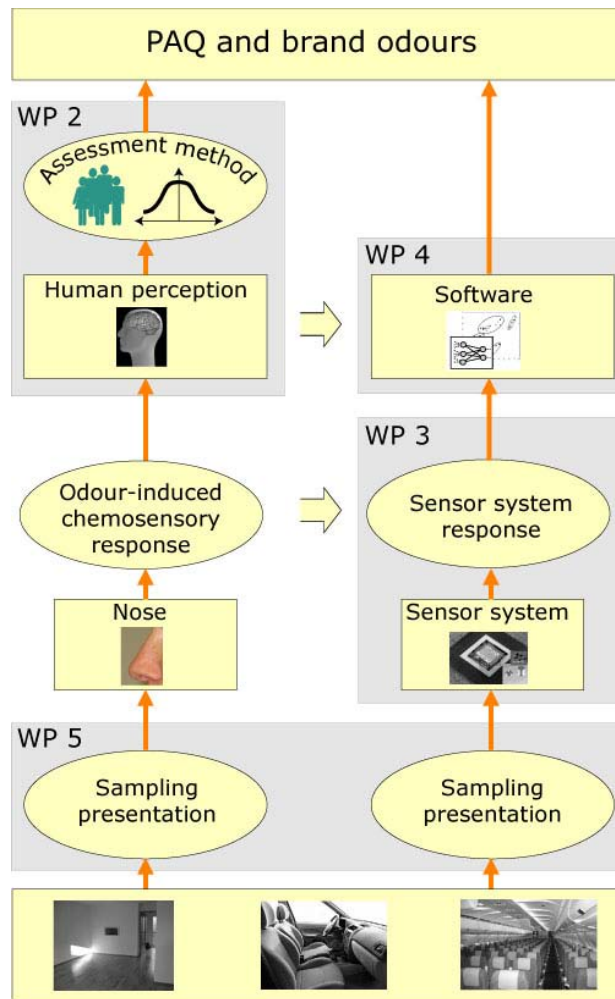 PAQ and brand odours
WP 2
Assessment method
Human perception
WP 4
Software
WP 3
Odour-induced
chemosensory
response
Sensor system
response
Nose
Sensor system
WP 5
Sampling
presentation
Sampling
presentation